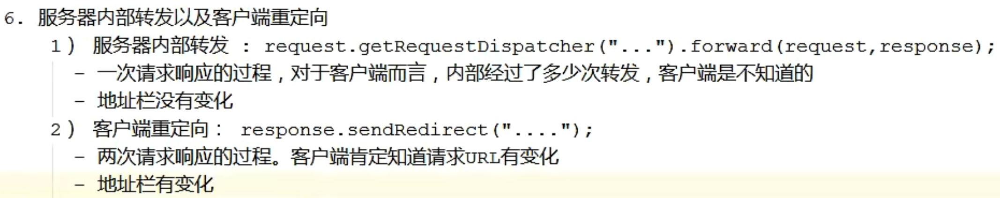 6. 服务器内部转发以及客户端重定向
1) 服务器内部转发 : request.getRequestDispatcher("...").forward(request,response);
- 一次请求响应的过程，对于客户端而言，内部经过了多少次转发，客户端是不知道的
- 地址栏没有变化
2) 客户端重定向： response.sendRedirect("....");
- 两次请求响应的过程。客户端肯定知道请求URL有变化
- 地址栏有变化